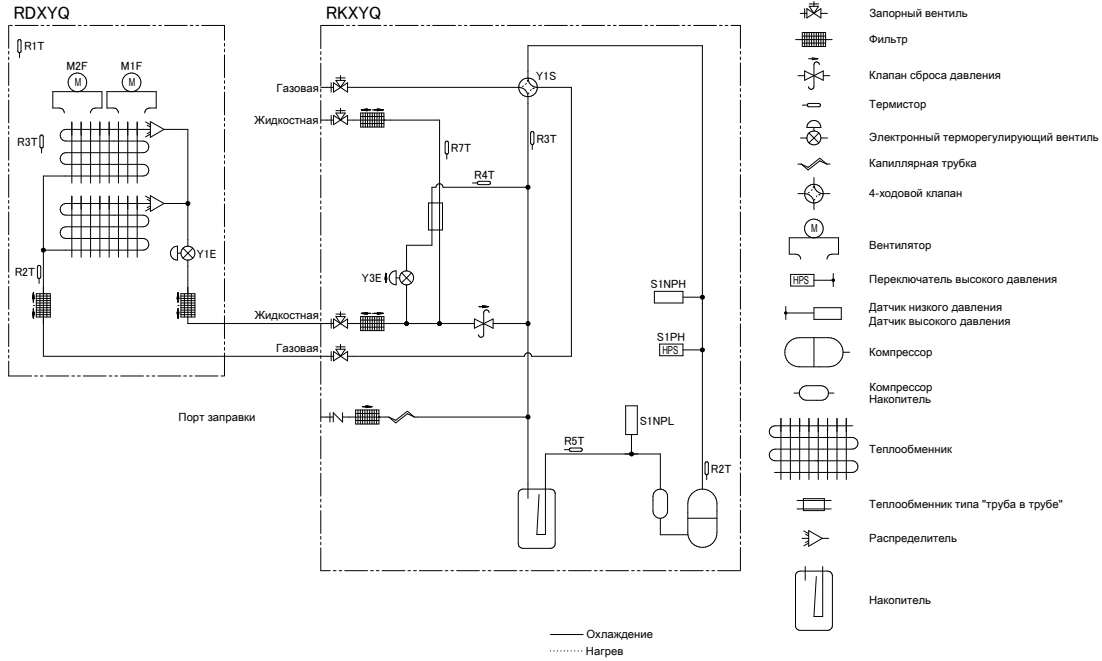 RDXYQ
R1T
M2F
M1F
M
M
R3T
R2T
Y1E
RKXYQ
Газовая
Жидкостная
Y1S
R3T
R7T
R4T
Y3E
S1NPH
S1PH
HPS
Жидкостная
Газовая
Порт заправки
S1NPL
R5T
R2T
Охлаждение
Нагрев
Запорный вентиль
Фильтр
Клапан сброса давления
Термистор
Электронный терморегулирующий вентиль
Капиллярная трубка
4-ходовой клапан
M
Вентилятор
HPS
Переключатель высокого давления
Датчик низкого давления
Датчик высокого давления
Компрессор
Компрессор
Накопитель
Теплообменник
Теплообменник типа "труба в трубе"
Распределитель
Накопитель